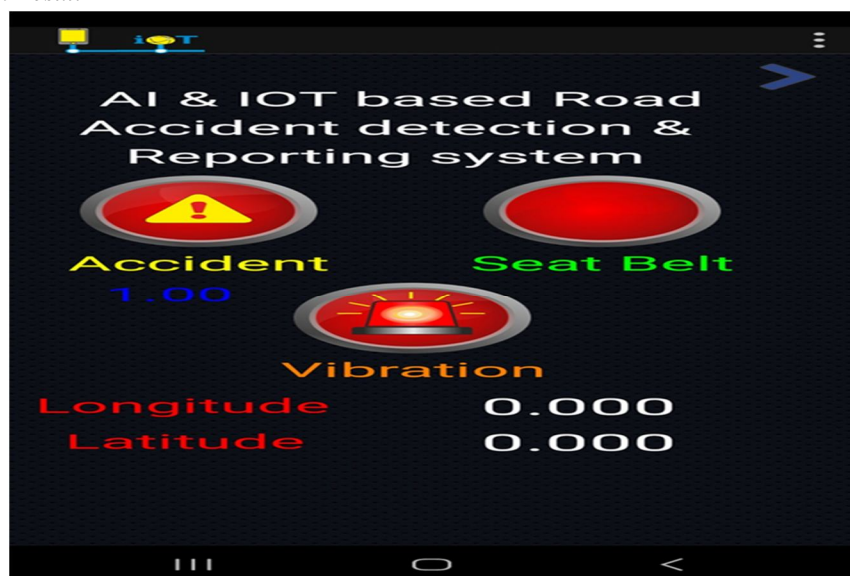 iOT
AI & IOT based Road
Accident detection &
Reporting system
Accident
Seat Belt
1.00
Vibration
Longitude 0.000
Latitude 0.000